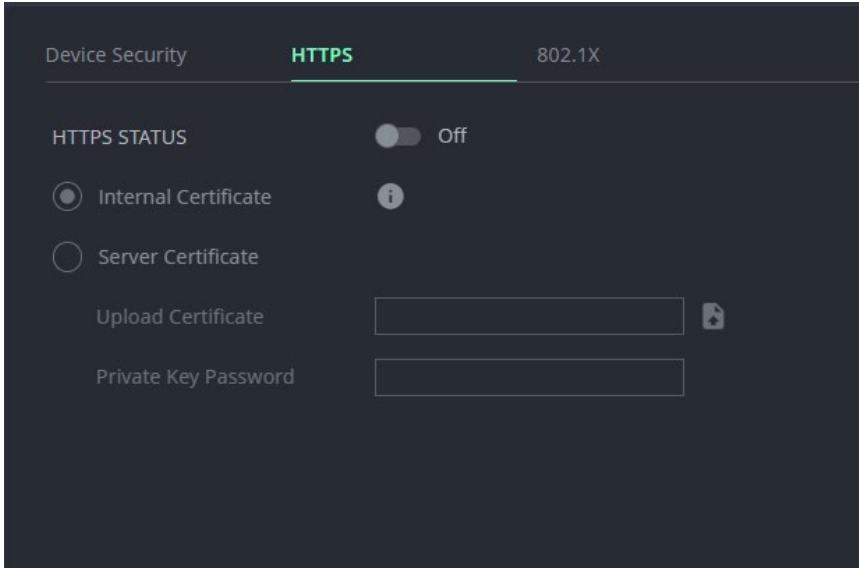 Device Security HTTPS 802.1X
HTTPS STATUS Off
Internal Certificate i
Server Certificate
Upload Certificate
Private Key Password